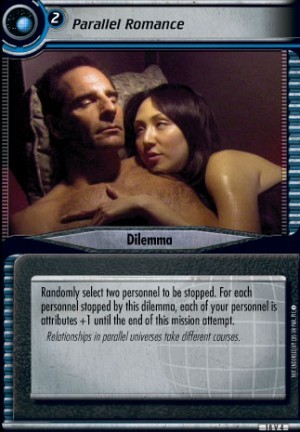 2
Parallel Romance
Dilemma
Randomly select two personnel to be stopped. For each
personnel stopped by this dilemma, each of your personnel is
attributes +1 until the end of this mission attempt.
Relationships in parallel universes take different courses.
18 V 4